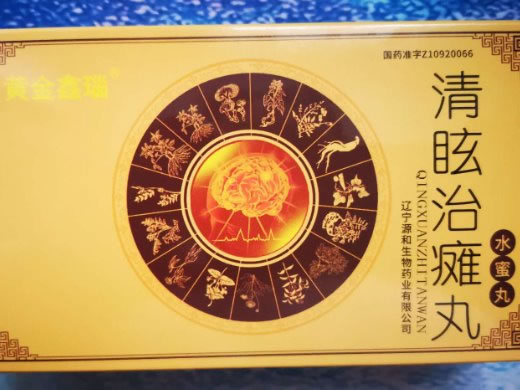 黄金鑫瑞®
国药准字Z10920066
清眩治瘫丸
QINGXUANZHITANWAN
水蜜丸
辽宁源和生物药业有限公司